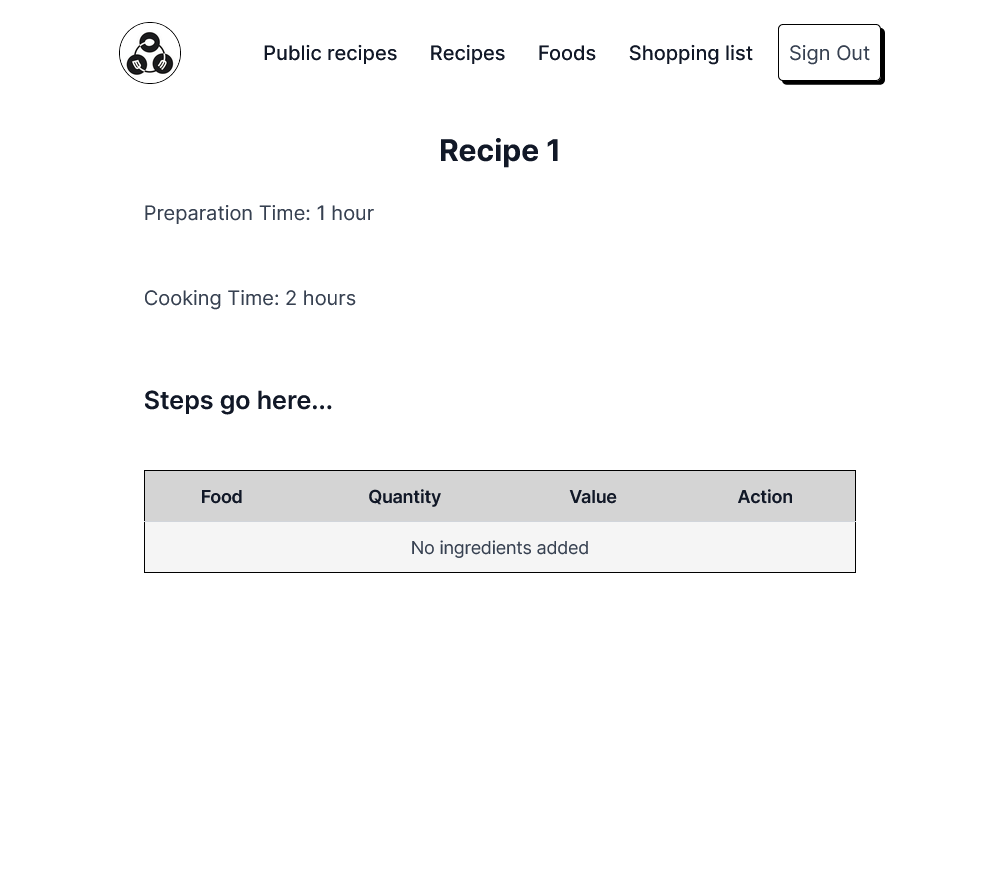 Public recipes Recipes Foods Shopping list Sign Out
Recipe 1
Preparation Time: 1 hour
Cooking Time: 2 hours
Steps go here...
Food Quantity Value Action
No ingredients added